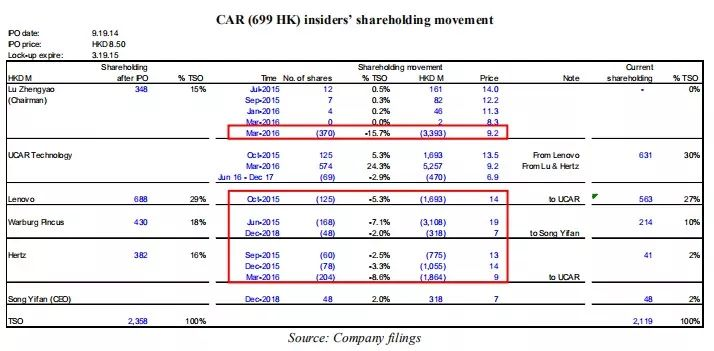 CAR (699 HK) insiders' shareholding movement
IPO date: 9.19.14
IPO price: HKD8.50
Lock-up expire: 3.19.15
Shareholding Shareholding movement Current
HKD M after IPO % TSO Time No. of shares % TSO HKD M Price Note shareholding % TSO
Lu Zhengyao 348 15% Jul-2015 12 0.5% 161 14.0 - 0%
(Chairman) Sep-2015 7 0.3% 82 12.2
Jan-2016 4 0.2% 46 11.3
Mar-2016 0 0.0% 2 8.3
Mar-2016 (370) -15.7% (3,393) 9.2
UCAR Technology Oct-2015 125 5.3% 1,693 13.5 From Lenovo 631 30%
Mar-2016 574 24.3% 5,257 9.2 From Lu & Hertz
Jun 16 - Dec 17 (69) -2.9% (470) 6.9
Lenovo 688 29% Oct-2015 (125) -5.3% (1,693) 14 to UCAR 563 27%
Warburg Pincus 430 18% Jun-2015 (168) -7.1% (3,108) 19 214 10%
Dec-2018 (48) -2.0% (318) 7 to Song Yifan
Hertz 382 16% Sep-2015 (60) -2.5% (775) 13 41 2%
Dec-2015 (78) -3.3% (1,055) 14
Mar-2016 (204) -8.6% (1,864) 9 to UCAR
Song Yifan (CEO) Dec-2018 48 2.0% 318 7 48 2%
TSO 2,358 100% 2,119 100%
Source: Company filings